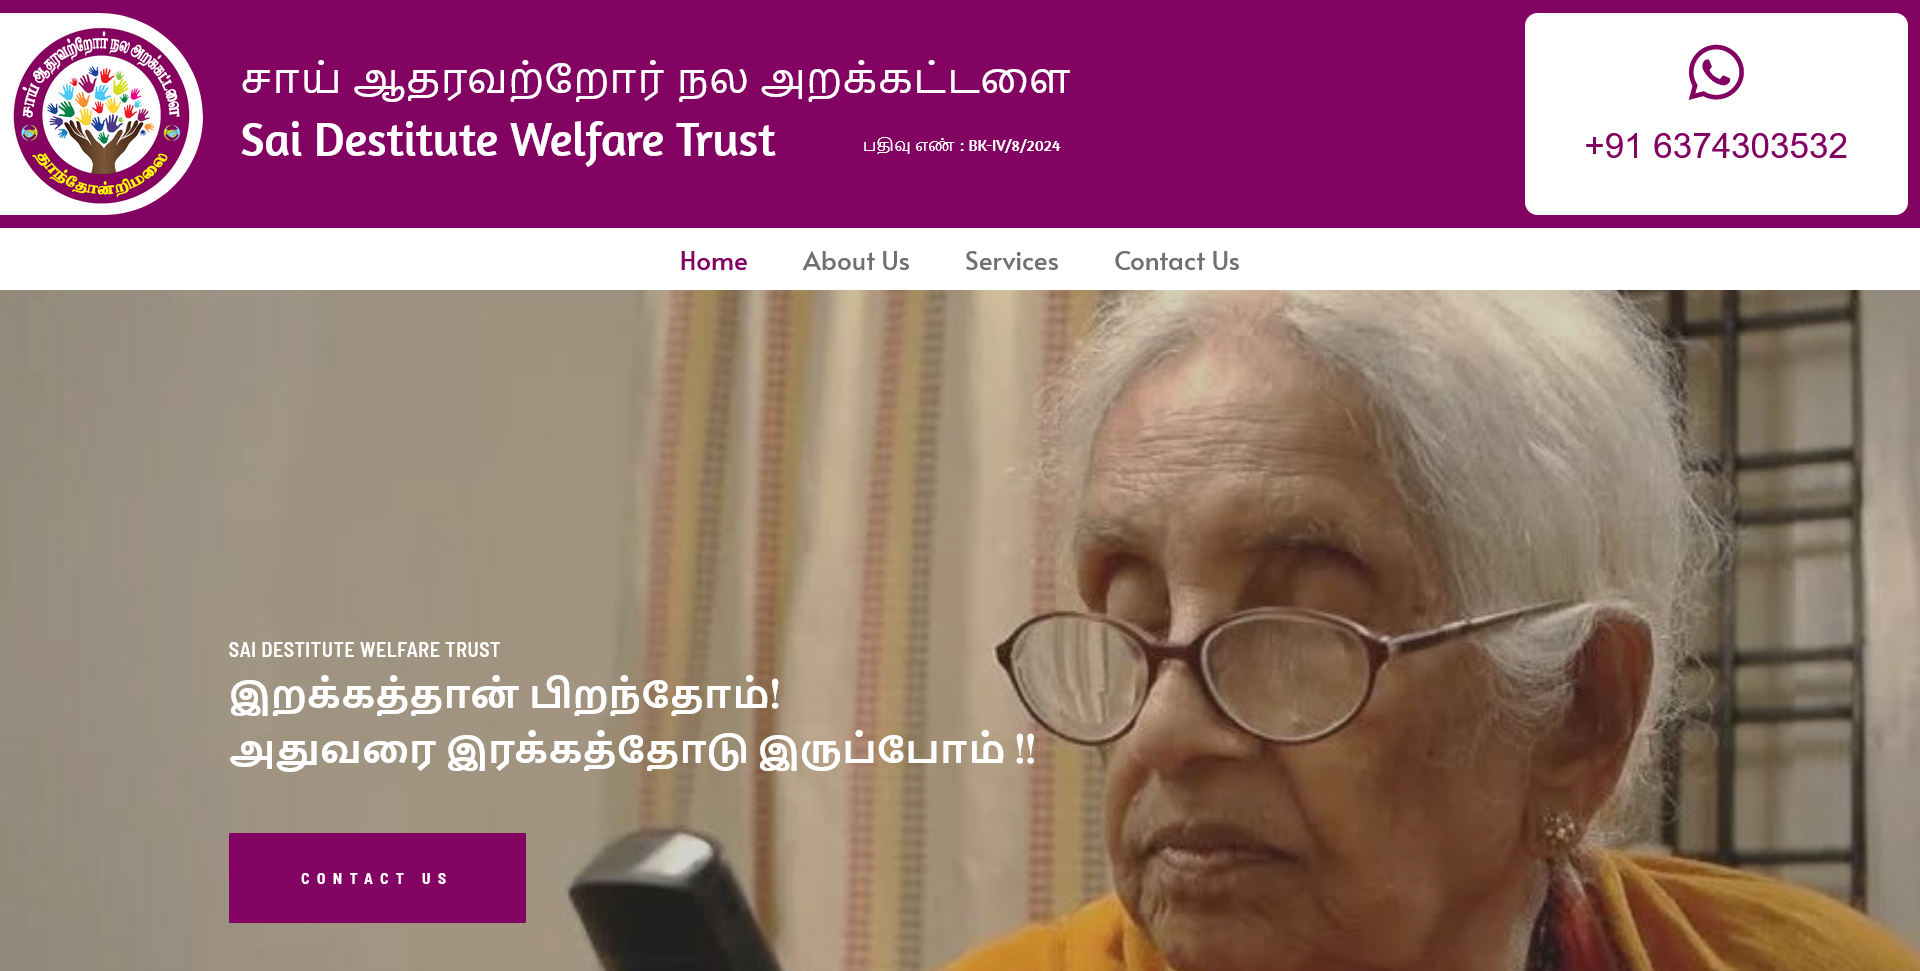 சாய் ஆதரவற்றோர் நல அறக்கட்டளை
தாந்தோன்றிமலை
சாய் ஆதரவற்றோர் நல அறக்கட்டளை
Sai Destitute Welfare Trust
பதிவு எண் : BK-IV/8/2024
+91 6374303532
Home About Us Services Contact Us
SAI DESTITUTE WELFARE TRUST
இறக்கத்தான் பிறந்தோம்!
அதுவரை இரக்கத்தோடு இருப்போம் !!
CONTACT US